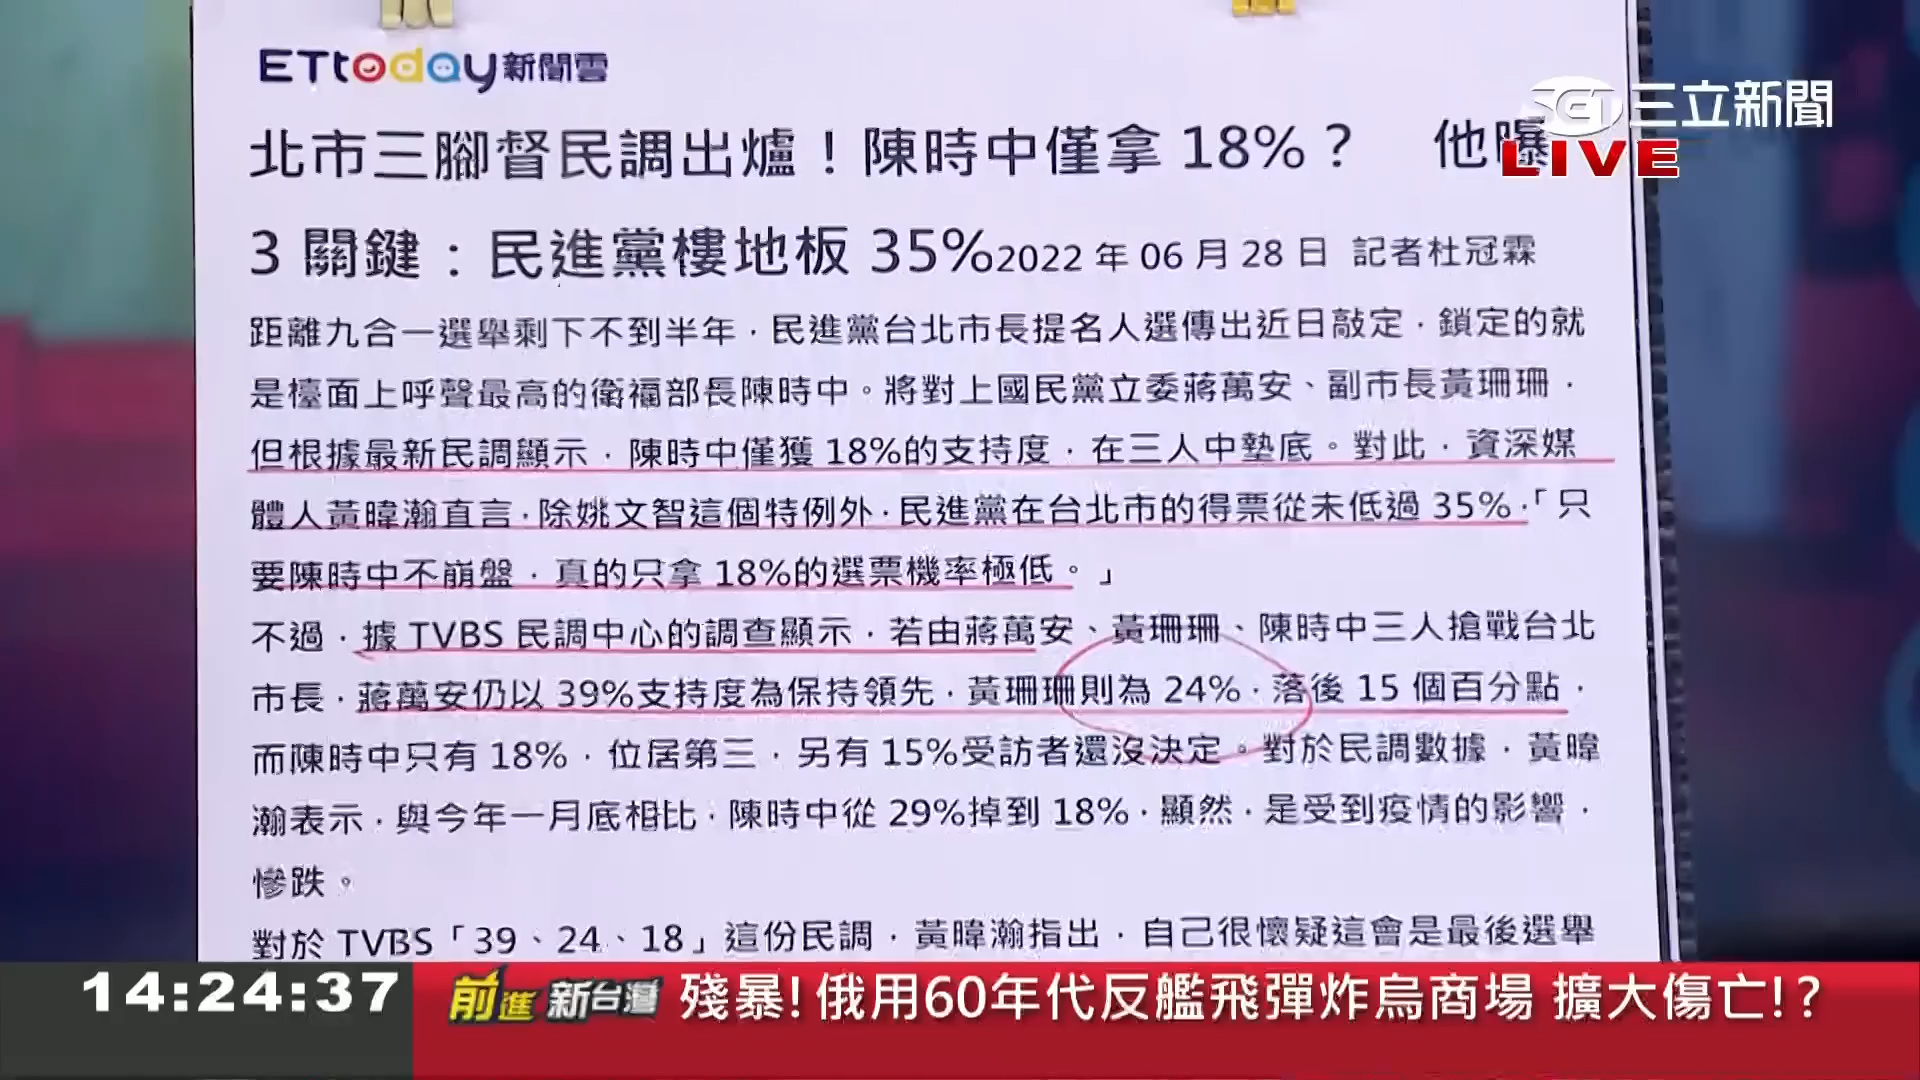 ETtoday新聞雲
SET三立新聞
LIVE
北市三腳督民調出爐！陳時中僅拿 18%？ 他曝
3 關鍵：民進黨樓地板 35%2022 年 06 月 28 日 記者杜冠霖
距離九合一選舉剩下不到半年，民進黨台北市長提名人選傳出近日敲定，鎖定的就
是檯面上呼聲最高的衛福部長陳時中。將對上國民黨立委蔣萬安、副市長黃珊珊，
但根據最新民調顯示，陳時中僅獲 18%的支持度，在三人中墊底。對此，資深媒
體人黃暐瀚直言，除姚文智這個特例外，民進黨在台北市的得票從未低過 35%，「只
要陳時中不崩盤，真的只拿 18%的選票機率極低。」
不過，據 TVBS 民調中心的調查顯示，若由蔣萬安、黃珊珊、陳時中三人搶戰台北
市長，蔣萬安仍以 39%支持度為保持領先，黃珊珊則為 24%，落後 15 個百分點，
而陳時中只有 18%，位居第三，另有 15%受訪者還沒決定。對於民調數據，黃暐
瀚表示，與今年一月底相比，陳時中從 29%掉到 18%，顯然，是受到疫情的影響，
慘跌。
對於 TVBS「39、24、18」這份民調，黃暐瀚指出，自己很懷疑這會是最後選舉
14:24:37
前進新台灣 殘暴!俄用60年代反艦飛彈炸烏商場 擴大傷亡!?